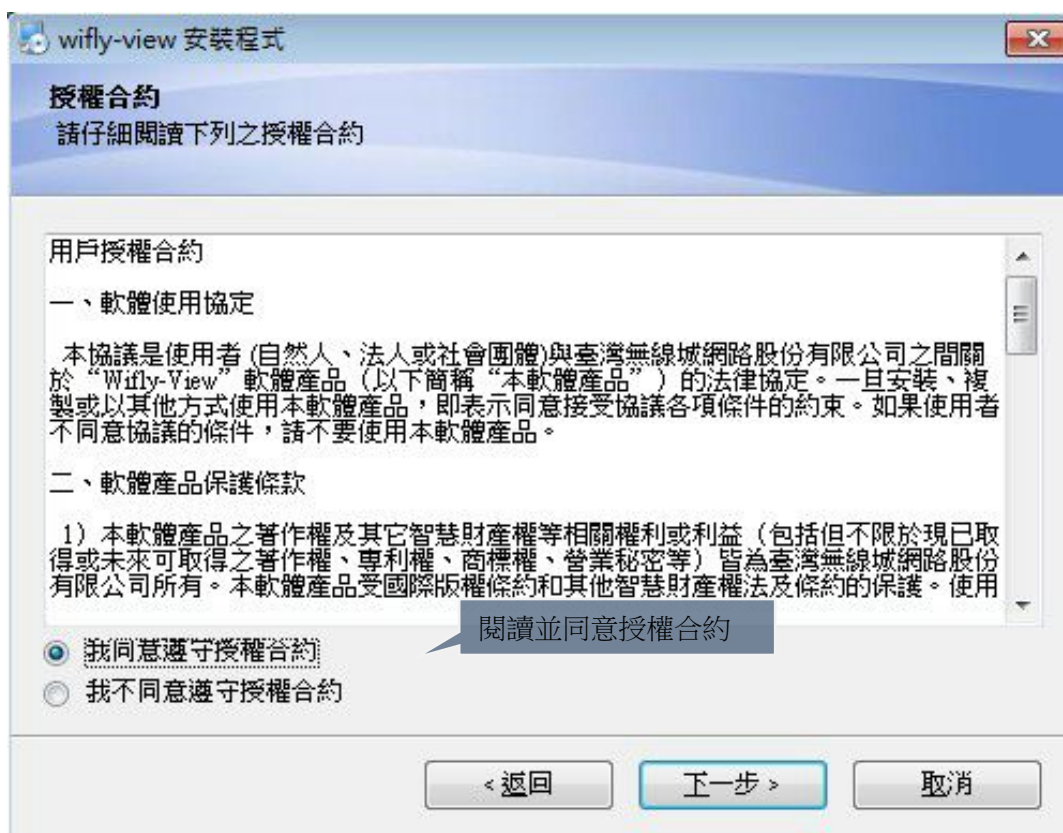 wifly-view 安裝程式
授權合約
請仔細閱讀下列之授權合約
用戶授權合約
一、軟體使用協定
本協議是使用者 (自然人、法人或社會團體)與臺灣無線城網路股份有限公司之間關
於“Wifly-View”軟體產品（以下簡稱“本軟體產品”）的法律協定。一旦安裝、複
製或以其他方式使用本軟體產品，即表示同意接受協議各項條件的約束。如果使用者
不同意協議的條件，請不要使用本軟體產品。
二、軟體產品保護條款
1）本軟體產品之著作權及其它智慧財產權等相關權利或利益（包括但不限於現已取
得或未來可取得之著作權、專利權、商標權、營業秘密等）皆為臺灣無線城網路股份
有限公司所有。本軟體產品受國際版權條約和其他智慧財產權法及條約的保護。使用
閱讀並同意授權合約
我同意遵守授權合約
我不同意遵守授權合約
<返回
下一步>
取消